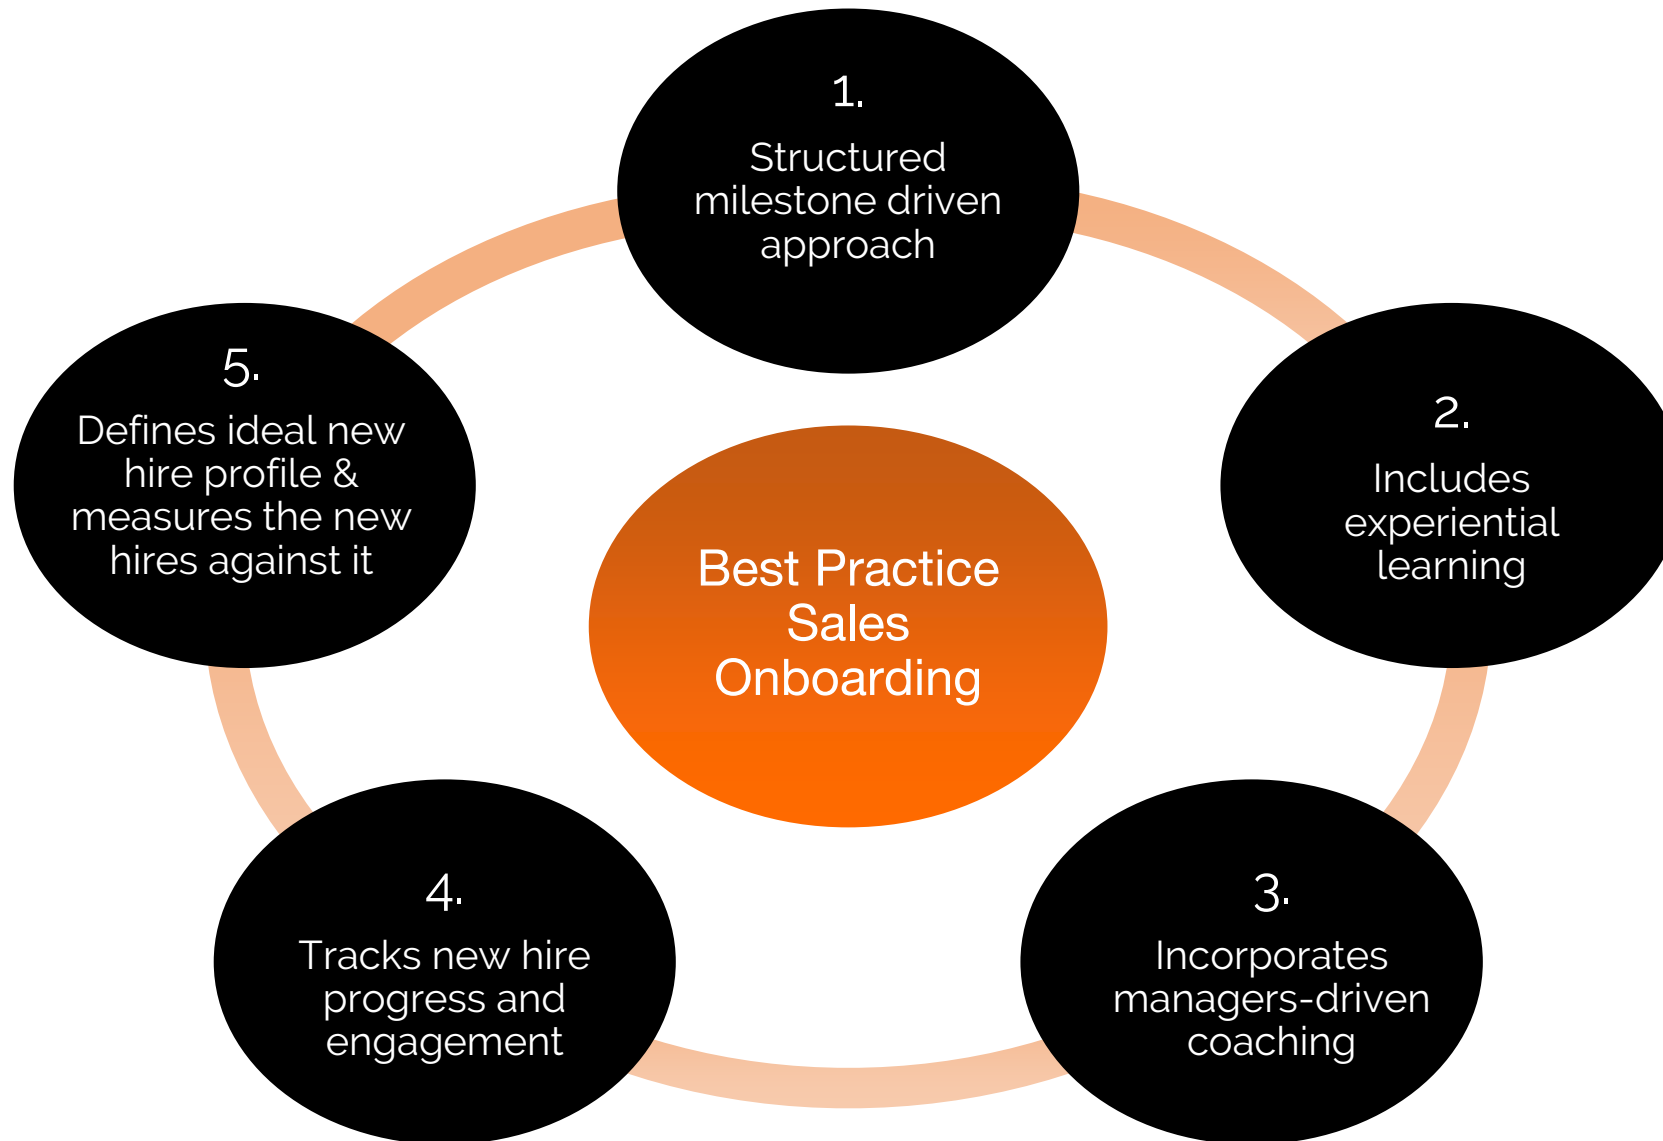 1.
Structured
milestone driven
approach
2.
Includes
experiential
learning
3.
Incorporates
managers-driven
coaching
4.
Tracks new hire
progress and
engagement
5.
Defines ideal new
hire profile &
measures the new
hires against it
Best Practice
Sales
Onboarding